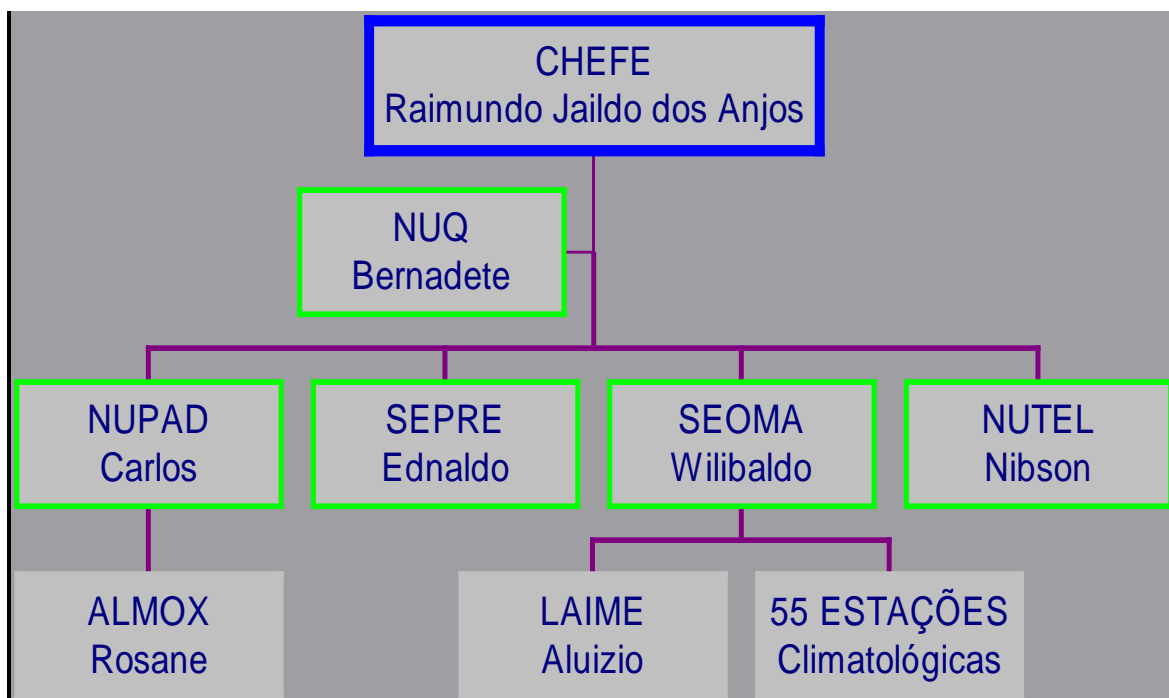 CHEFE
Raimundo Jaildo dos Anjos
NUQ
Bernadete
NUPAD
Carlos
SEPRE
Ednaldo
SEOMA
Wilibaldo
NUTEL
Nibson
ALMOX
Rosane
LAIME
Aluizio
55 ESTAÇÕES
Climatológicas